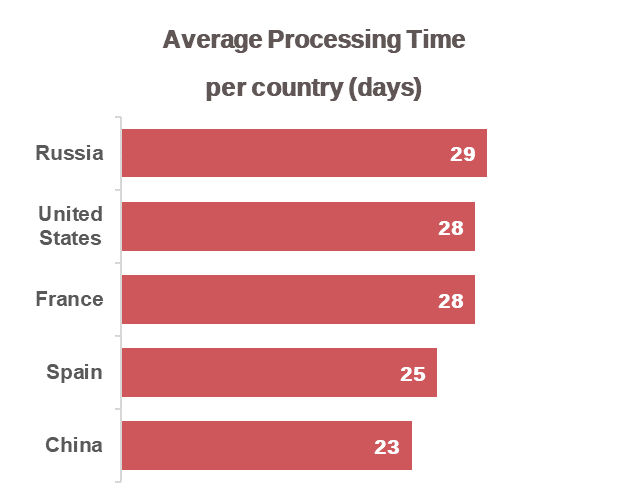 Average Processing Time
per country (days)
Russia 29
United
States 28
France 28
Spain 25
China 23